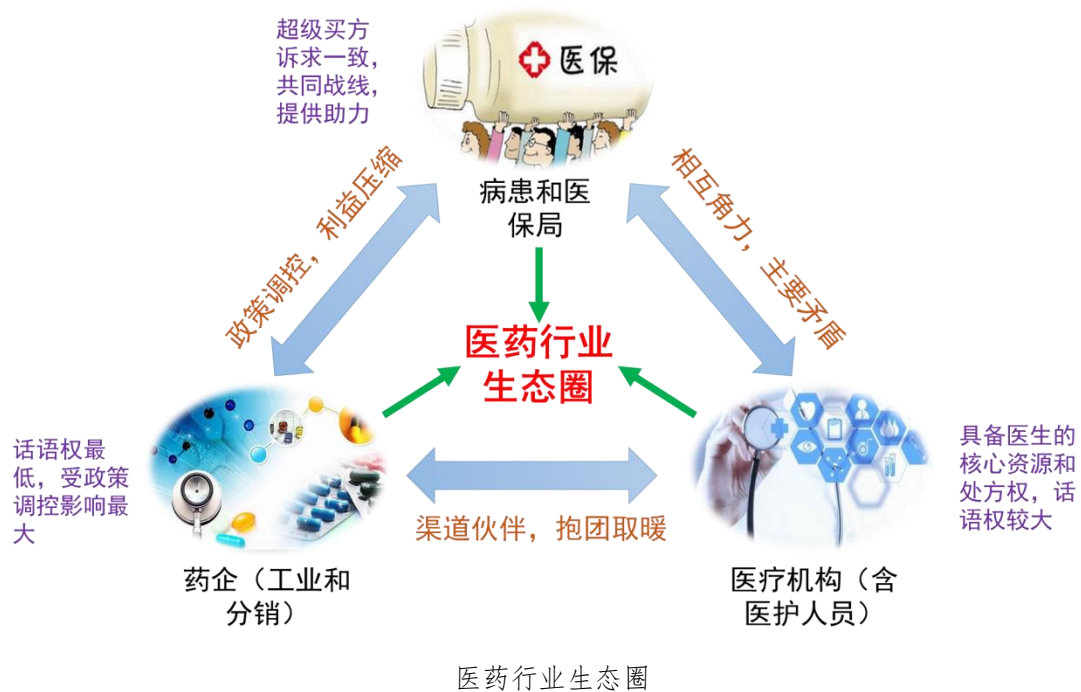 超级买方
诉求一致，
共同战线，
提供助力
医保
病患和医
保局
政策调控，利益压缩
相互角力，主要矛盾
医药行业
生态圈
话语权最
低，受政策
调控影响最
大
具备医生的
核心资源和
处方权，话
语权较大
渠道伙伴，抱团取暖
药企（工业和
分销）
医疗机构（含
医护人员）
医药行业生态圈